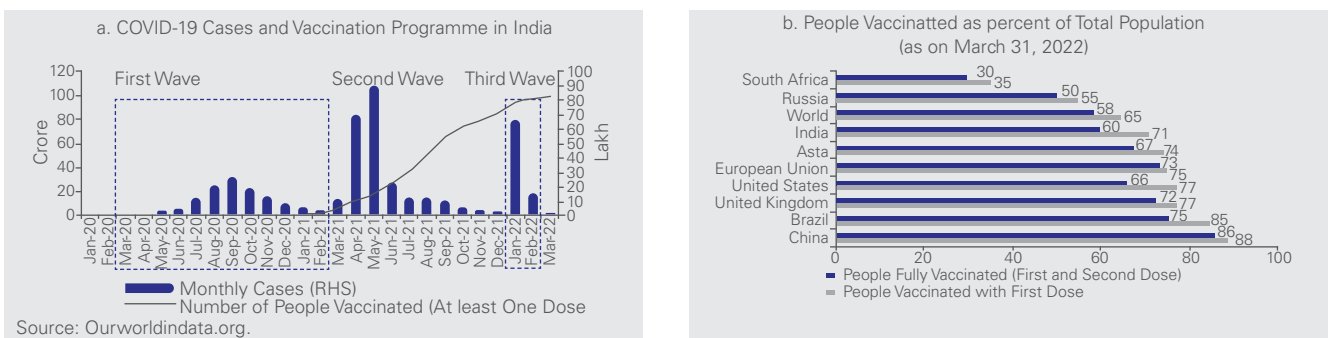 a. COVID-19 Cases and Vaccination Programme in India
120
100
80
60
40
20
0
Crore
First Wave
Second Wave
Third Wave
100
90
80
70
60
50
40
30
20
10
0
Lakh
Jan-20
Feb-20
Mar-20
Apr-20
May-20
Jun-20
Jul-20
Aug-20
Sep-20
Oct-20
Nov-20
Dec-20
Jan-21
Feb-21
Mar-21
Apr-21
May-21
Jun-21
Jul-21
Aug-21
Sep-21
Oct-21
Nov-21
Dec-21
Jan-22
Feb-22
Mar-22
Monthly Cases (RHS)
Number of People Vaccinated (At least One Dose
Source: Ourworldindata.org.
b. People Vaccinatted as percent of Total Population
(as on March 31, 2022)
South Africa 30 35
Russia 50 55
World 58 65
India 60 71
Asta 67 74
European Union 73 75
United States 66 77
United Kingdom 72 77
Brazil 75 85
China 86 88
0 20 40 60 80 100
People Fully Vaccinated (First and Second Dose)
People Vaccinated with First Dose